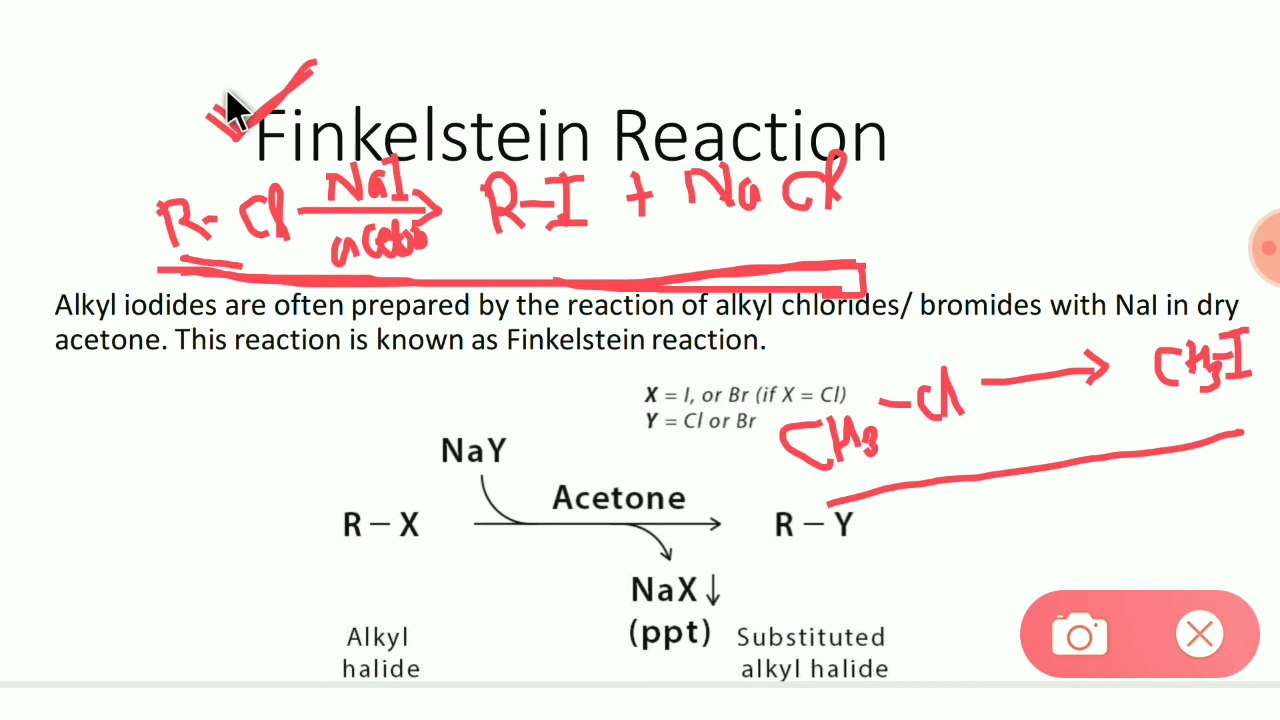 Finkelstein Reaction
R- Cl NaI R-I + NaCl
Alkyl iodides are often prepared by the reaction of alkyl chlorides/ bromides with NaI in dry
acetone. This reaction is known as Finkelstein reaction.
CH3 -Cl CH3-I
X = I, or Br (if X = Cl)
Y = Cl or Br
NaY
Acetone
R – X R – Y
NaX↓
(ppt)
Alkyl
halide
Substituted
alkyl halide